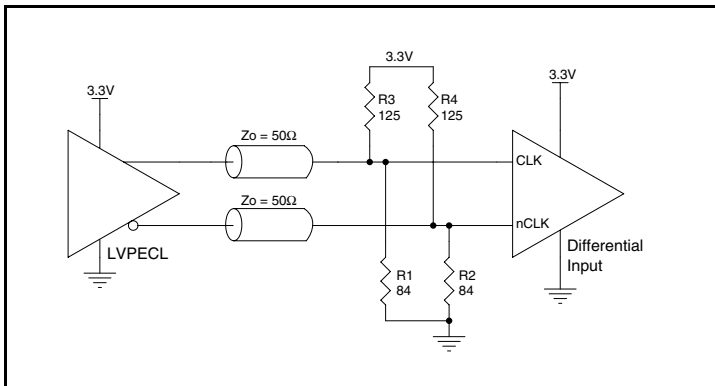 3.3V
3.3V
3.3V
R3
125
R4
125
Zo = 50Ω
Zo = 50Ω
CLK
nCLK
LVPECL
Differential
Input
R1
84
R2
84